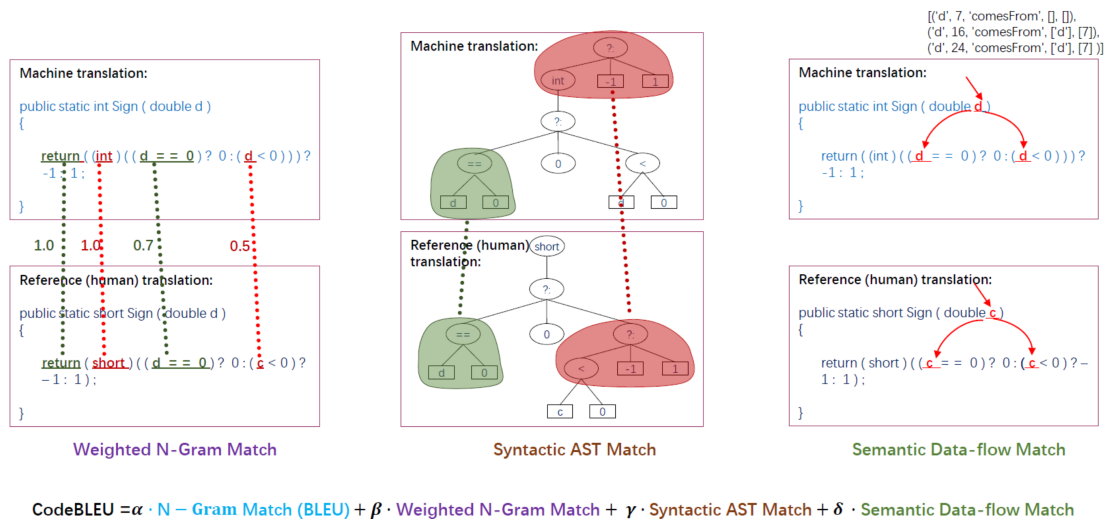 [('d', 7, 'comesFrom', [], []),
('d', 16, 'comesFrom', ['d'], [7]),
('d', 24, 'comesFrom', ['d'], [7] )]
Machine translation:
public static int Sign ( double d )
{
return ( (int) ( ( d = = 0 ) ? 0 : ( d < 0 ) ) ) ?
-1 : 1 ;
}
1.0 1.0 0.7 0.5
Reference (human) translation:
public static short Sign ( double d )
{
return ( short ) ( ( d = = 0 ) ? 0 : ( c < 0 ) ?
– 1 : 1 ) ;
}
Weighted N-Gram Match
Machine translation:
?:
int -1 1
?:
== 0 <
d 0 d 0
Reference (human)
translation:
short
?:
== 0 ?:
d 0 < -1 1
c 0
Syntactic AST Match
Machine translation:
public static int Sign ( double d )
{
return ( (int) ( ( d = = 0 ) ? 0 : ( d < 0 ) ) ) ?
-1 : 1 ;
}
Reference (human) translation:
public static short Sign ( double c )
{
return ( short ) ( ( c = = 0 ) ? 0 : ( c < 0 ) ? –
1 : 1 ) ;
}
Semantic Data-flow Match
CodeBLEU =α · N − Gram Match (BLEU) + β · Weighted N-Gram Match + γ · Syntactic AST Match + δ · Semantic Data-flow Match